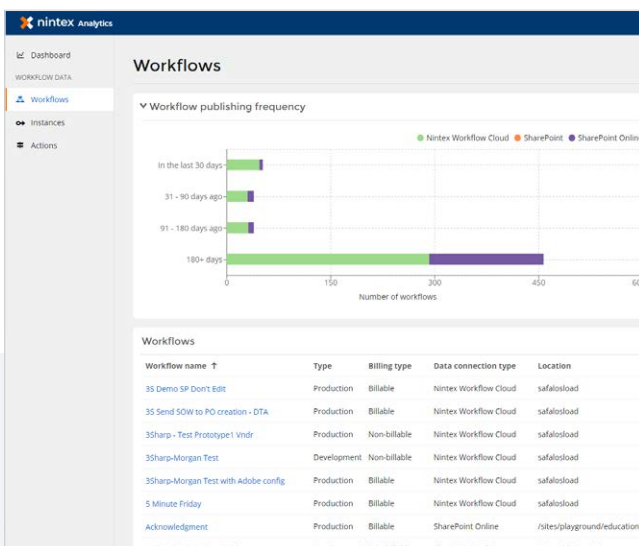 nintex Analytics
Dashboard
WORKFLOW DATA
Workflows
Instances
Actions
Workflows
Workflow publishing frequency
Nintex Workflow Cloud SharePoint SharePoint Onlin
In the last 30 days
31 - 90 days ago
91 - 180 days ago
180+ days
0 150 300 450 60
Number of workflows
Workflows
Workflow name ↑ Type Billing type Data connection type Location
3S Demo SP Don't Edit Production Billable Nintex Workflow Cloud safalosload
3S Send SOW to PO creation - DTA Production Billable Nintex Workflow Cloud safalosload
3Sharp - Test Prototype1 Vndr Production Non-billable Nintex Workflow Cloud safalosload
3Sharp-Morgan Test Development Non-billable Nintex Workflow Cloud safalosload
3Sharp-Morgan Test with Adobe config Production Billable Nintex Workflow Cloud safalosload
5 Minute Friday Production Billable Nintex Workflow Cloud safalosload
Acknowledgment Production Billable SharePoint Online /sites/playground/education